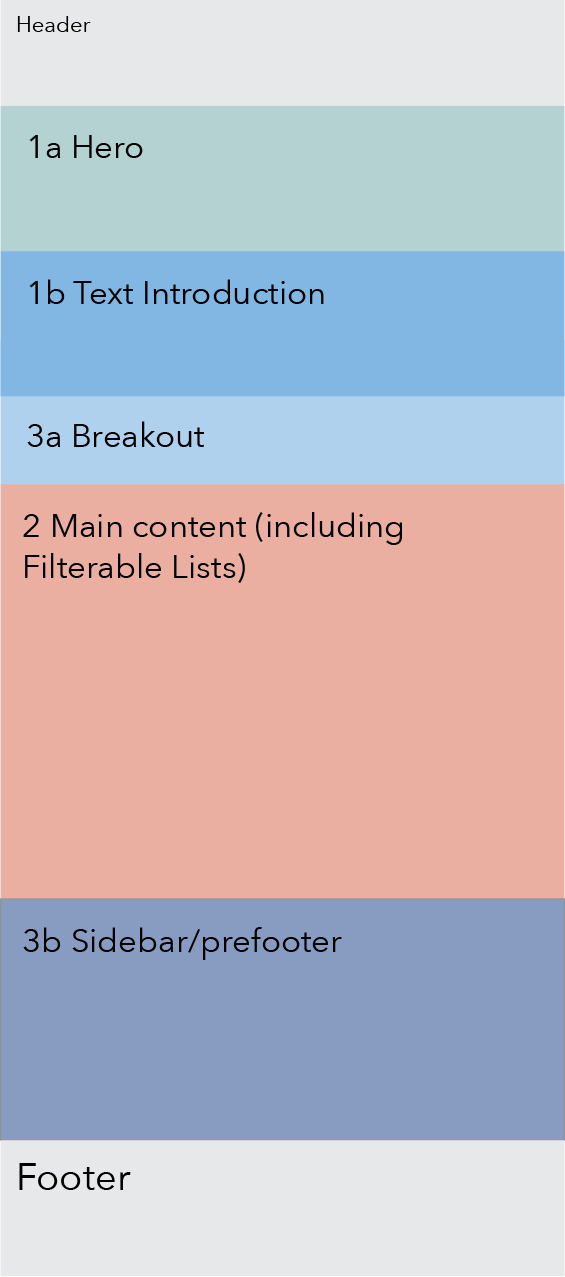 Header
1a Hero
1b Text Introduction
3a Breakout
2 Main content (including
Filterable Lists)
3b Sidebar/prefooter
Footer